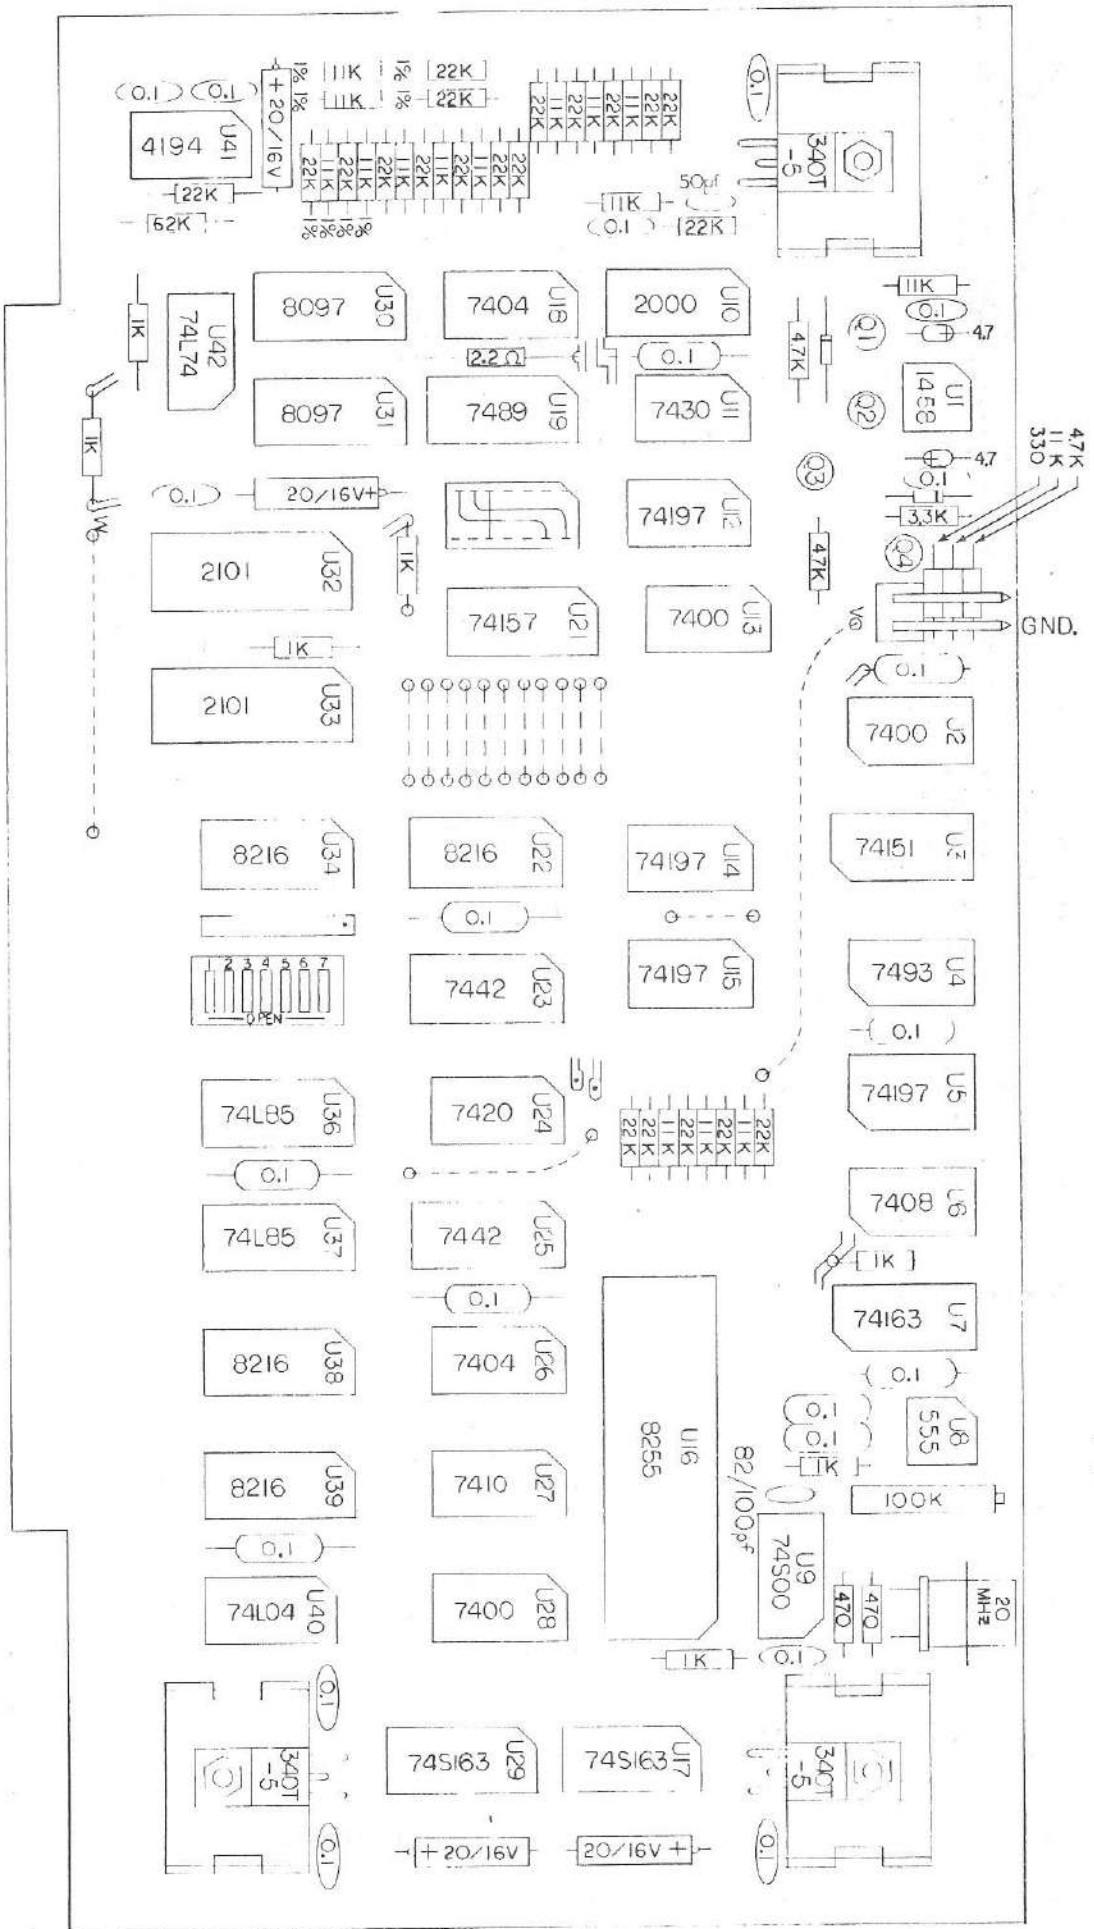 (0.1) (0.1)
+20/16V
1% 11K 1% 22K
1% 11K 1% 22K
4194 U41
22K
62K
22K 11K 22K 11K 22K 11K 22K 11K 22K 11K 22K 22K
1% 1% 1% 1%
22K 11K 22K 11K 22K 11K 22K 22K
50pf
11K
0.1 22K
0.1
340T
-5
1K
U42
74L74
8097 U30
7404 U18
2000 U10
11K
0.1
4.7
Q1
4.7K
2.2Ω
0.1
8097 U31
7489 U19
7430 U11
Q2
U1
1458
4.7
0.1
3.3K
4.7K
11K
330
1K
0.1
20/16V+
W
74197 U12
Q3
Q4
47K
2101 U32
1K
74157 U21
7400 U13
GND.
1K
0.1
2101 U33
7400 U2
8216 U34
8216 U22
74197 U14
74151 U3
0.1
1 2 3 4 5 6 7
OPEN
7442 U23
74197 U15
7493 U4
0.1
74L85 U36
7420 U24
22K 22K 11K 22K 11K 22K 11K 22K
74197 U5
0.1
7408 U6
74L85 U37
7442 U25
1K
0.1
74163 U7
8216 U38
7404 U26
U16
8255
0.1
0.1
0.1
1K
U8
555
8216 U39
7410 U27
82/100pf
100K
0.1
U9
74S00
74L04 U40
7400 U28
470
470
20
MHz
1K
0.1
0.1
340T
-5
74S163 U29
74S163 U17
340T
-5
0.1
+20/16V
20/16V+
0.1